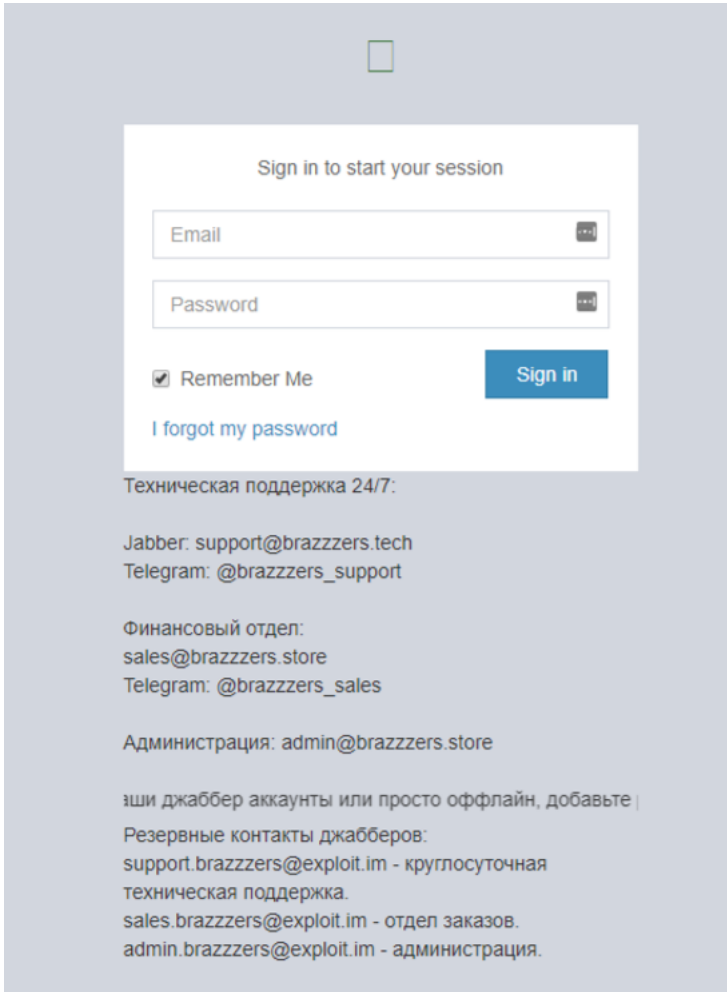 Sign in to start your session
Email
Password
Remember Me
Sign in
I forgot my password
Техническая поддержка 24/7:
Jabber: support@brazzzers.tech
Telegram: @brazzzers_support
Финансовый отдел:
sales@brazzzers.store
Telegram: @brazzzers_sales
Администрация: admin@brazzzers.store
джаббер аккаунты или просто оффлайн, добавьте
Резервные контакты джабберов:
support.brazzzers@exploit.im - круглосуточная
техническая поддержка.
sales.brazzzers@exploit.im - отдел заказов.
admin.brazzzers@exploit.im - администрация.